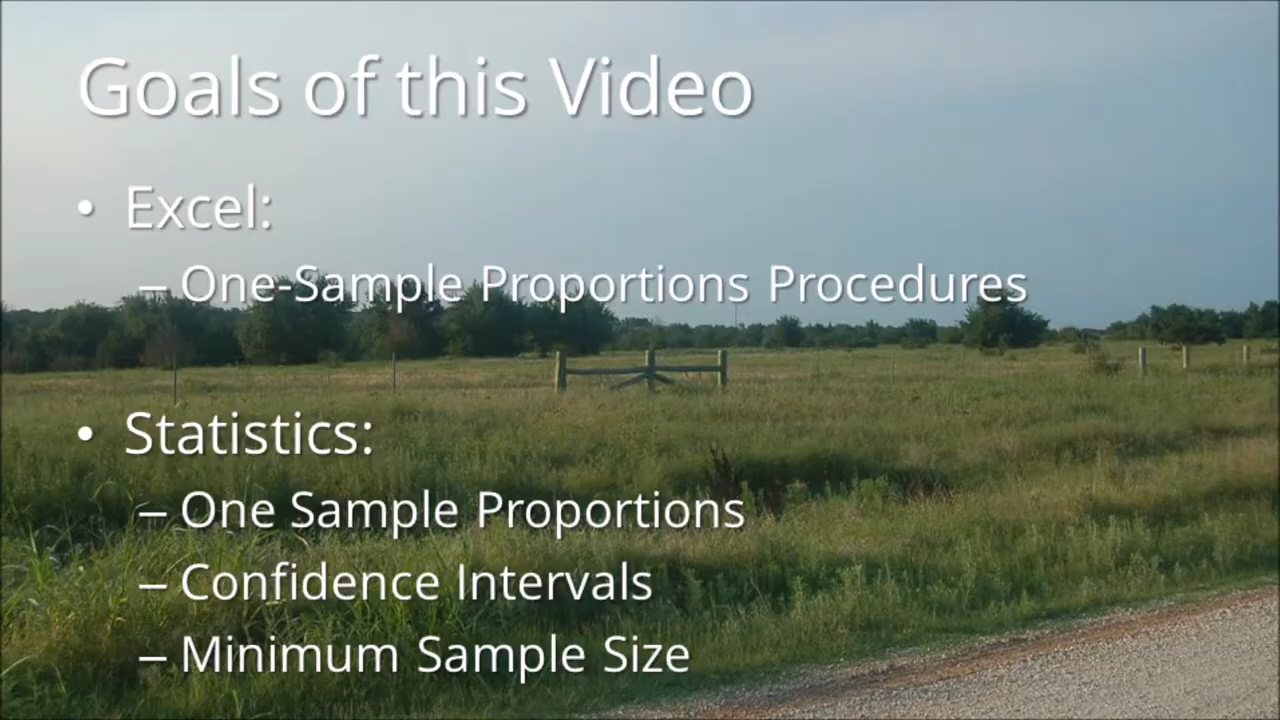 Goals of this Video
• Excel:
– One-Sample Proportions Procedures
• Statistics:
– One Sample Proportions
– Confidence Intervals
– Minimum Sample Size